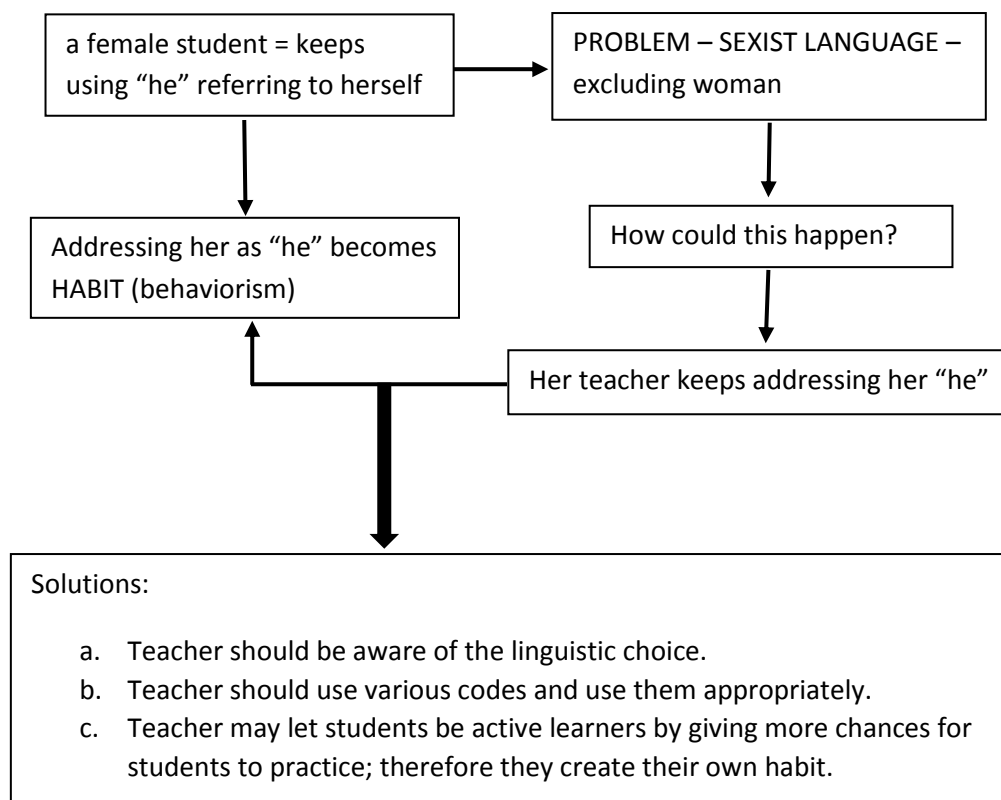 a female student = keeps
using “he” referring to herself
PROBLEM – SEXIST LANGUAGE –
excluding woman
Addressing her as “he” becomes
HABIT (behaviorism)
How could this happen?
Her teacher keeps addressing her “he”
Solutions:
a. Teacher should be aware of the linguistic choice.
b. Teacher should use various codes and use them appropriately.
c. Teacher may let students be active learners by giving more chances for
students to practice; therefore they create their own habit.